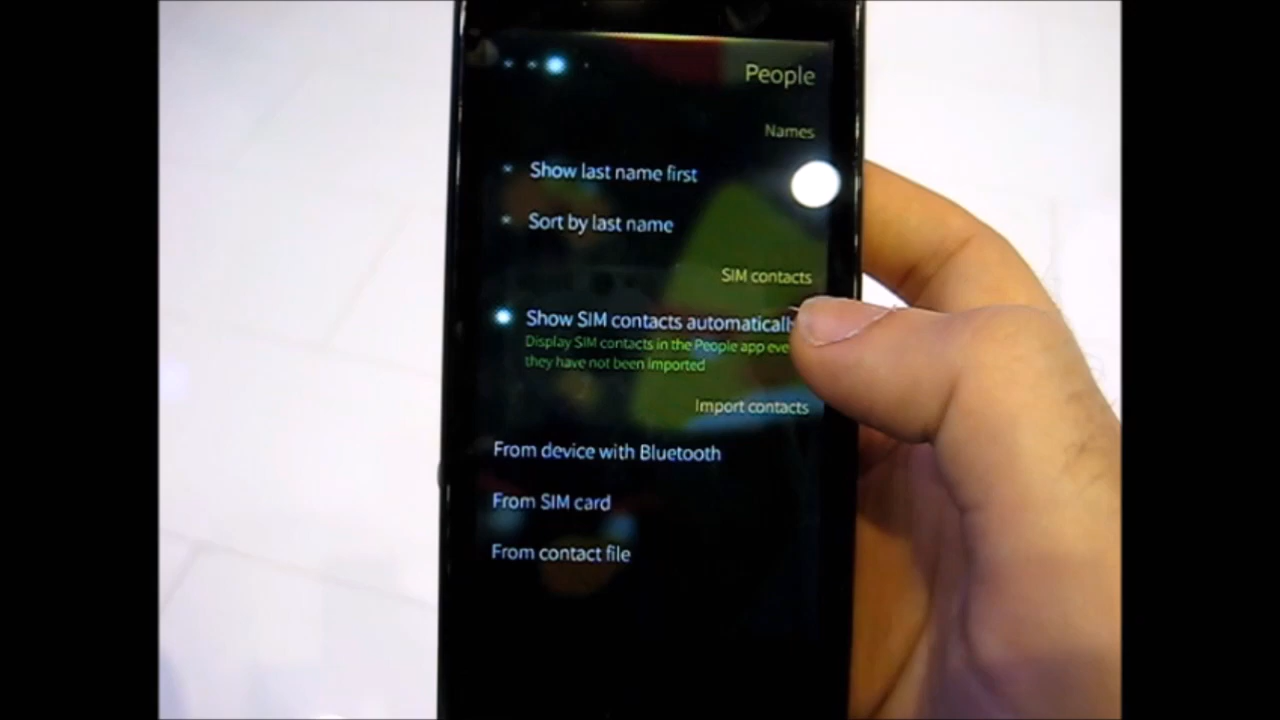 People
Names
Show last name first
Sort by last name
SIM contacts
Show SIM contacts automaticall
Display SIM contacts in the People app eve
they have not been imported
Import contacts
From device with Bluetooth
From SIM card
From contact file